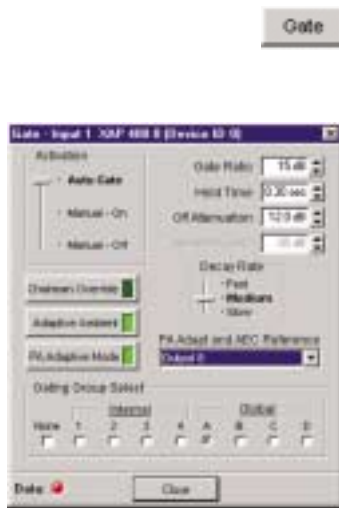 Gate
Gate - Input 1 XAP 400 0 (Device ID 0)
Activation
Auto Gate
Manual - On
Manual - Off
Gate Ratio 15 dB
Hold Time 0.30 sec
Off Attenuation 12.0 dB
Decay Rate
Fast
Medium
Slow
Chairman Override
Adaptive Ambient
PA Adaptive Mode
PA Adapt and AEC Reference
Output 8
Gating Group Select
Internal Global
None 1 2 3 4 A B C D
Data Close